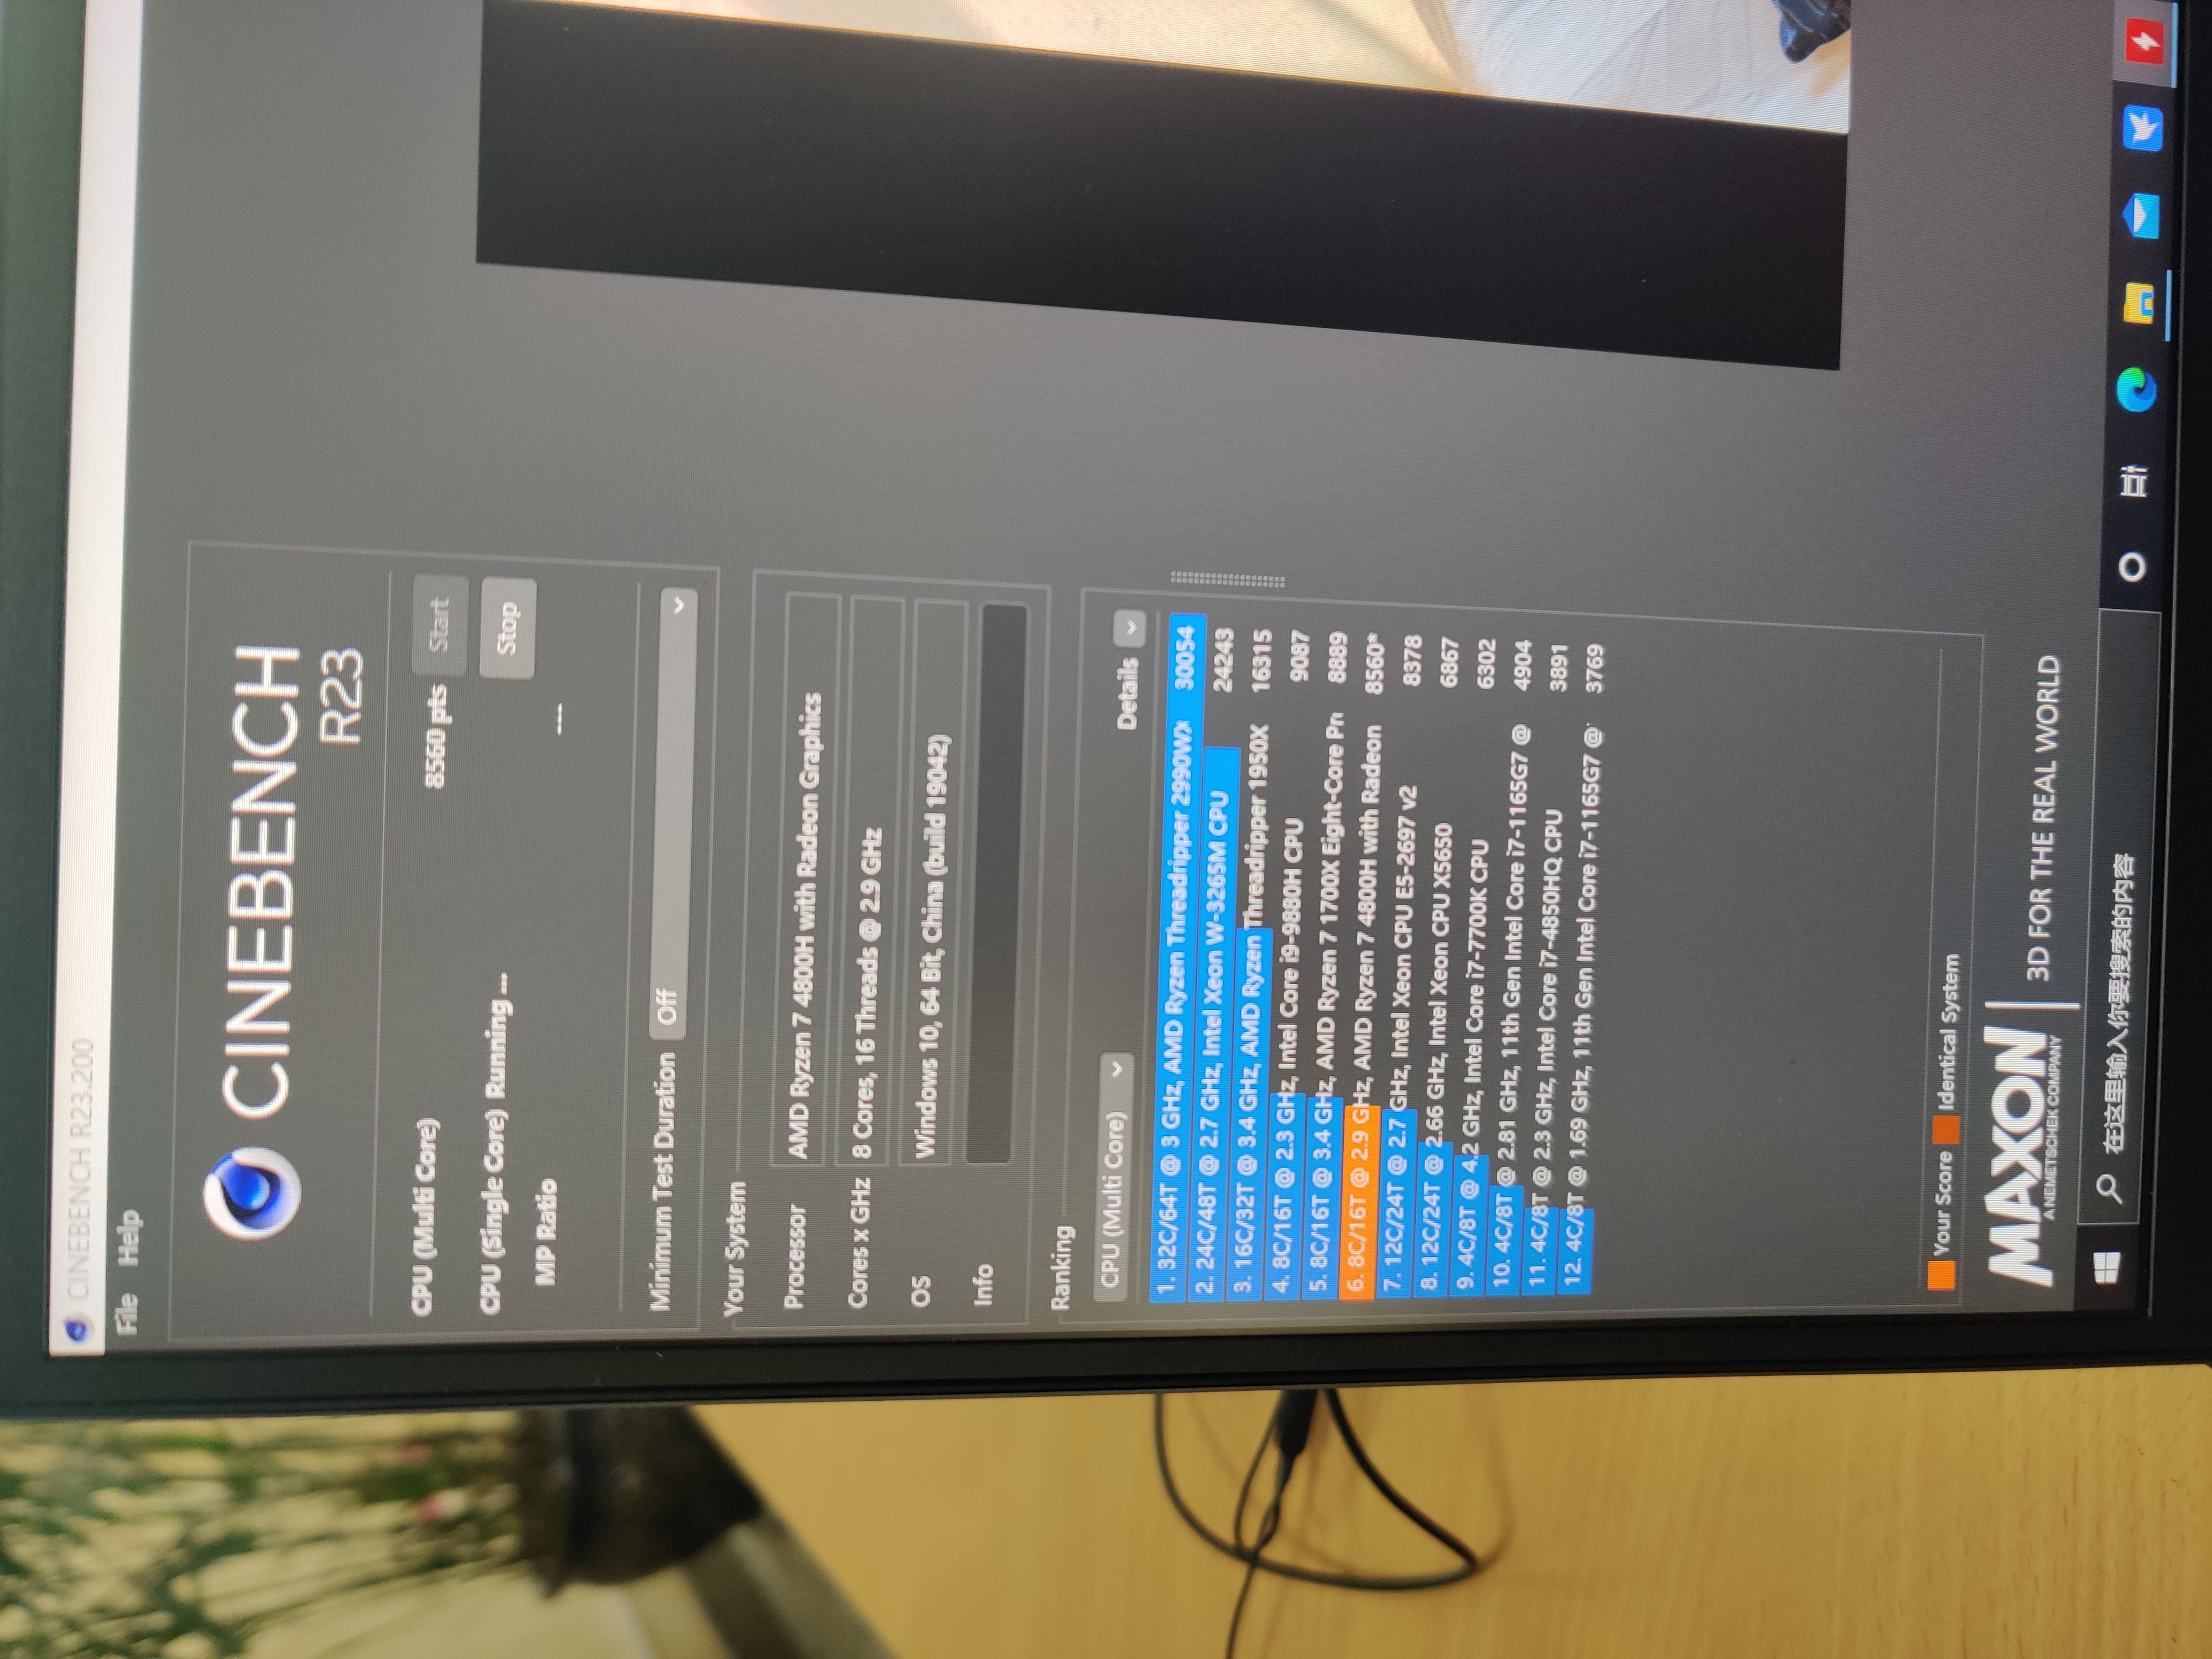 CINEBENCH R23.200
File Help
CINEBENCH
R23
CPU (Multi Core) 8560 pts Start
CPU (Single Core) Running ... Stop
MP Ratio ---
Minimum Test Duration Off
Your System
Processor AMD Ryzen 7 4800H with Radeon Graphics
Cores x GHz 8 Cores, 16 Threads @ 2.9 GHz
OS Windows 10, 64 Bit, China (build 19042)
Info
Ranking
CPU (Multi Core) Details
1. 32C/64T @ 3 GHz, AMD Ryzen Threadripper 2990WX 30054
2. 24C/48T @ 2.7 GHz, Intel Xeon W-3265M CPU 24243
3. 16C/32T @ 3.4 GHz, AMD Ryzen Threadripper 1950X 16315
4. 8C/16T @ 2.3 GHz, Intel Core i9-9880H CPU 9087
5. 8C/16T @ 3.4 GHz, AMD Ryzen 7 1700X Eight-Core Pr 8889
6. 8C/16T @ 2.9 GHz, AMD Ryzen 7 4800H with Radeon 8560*
7. 12C/24T @ 2.7 GHz, Intel Xeon CPU E5-2697 v2 8378
8. 12C/24T @ 2.66 GHz, Intel Xeon CPU X5650 6867
9. 4C/8T @ 4.2 GHz, Intel Core i7-7700K CPU 6302
10. 4C/8T @ 2.81 GHz, 11th Gen Intel Core i7-1165G7 @ 4904
11. 4C/8T @ 2.3 GHz, Intel Core i7-4850HQ CPU 3891
12. 4C/8T @ 1.69 GHz, 11th Gen Intel Core i7-1165G7 @ 3769
Your Score Identical System
MAXON 3D FOR THE REAL WORLD
A NEMETSCHEK COMPANY
在这里输入你要搜索的内容